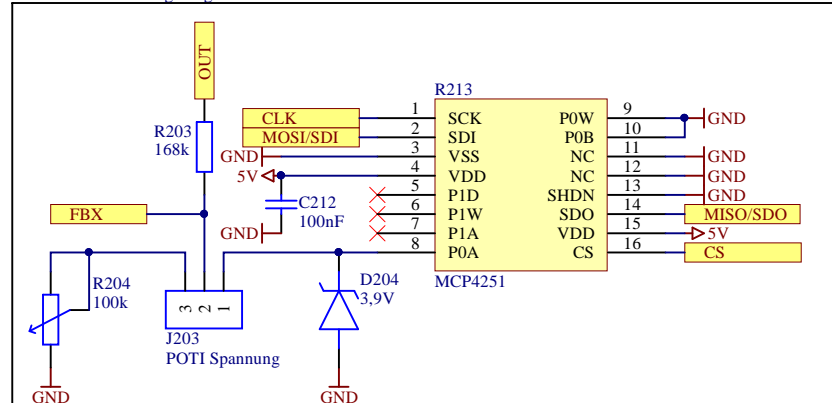 OUT
R213
R203
168k
CLK
MOSI/SDI
GND
5V
C212
100nF
GND
FBX
1 SCK P0W 9 GND
2 SDI P0B 10
3 VSS NC 11 GND
4 VDD NC 12 GND
5 P1D SHDN 13 GND
6 P1W SDO 14 MISO/SDO
7 P1A VDD 15 5V
8 P0A CS 16 CS
MCP4251
R204
100k
3 2 1
J203
POTI Spannung
D204
3,9V
GND
GND